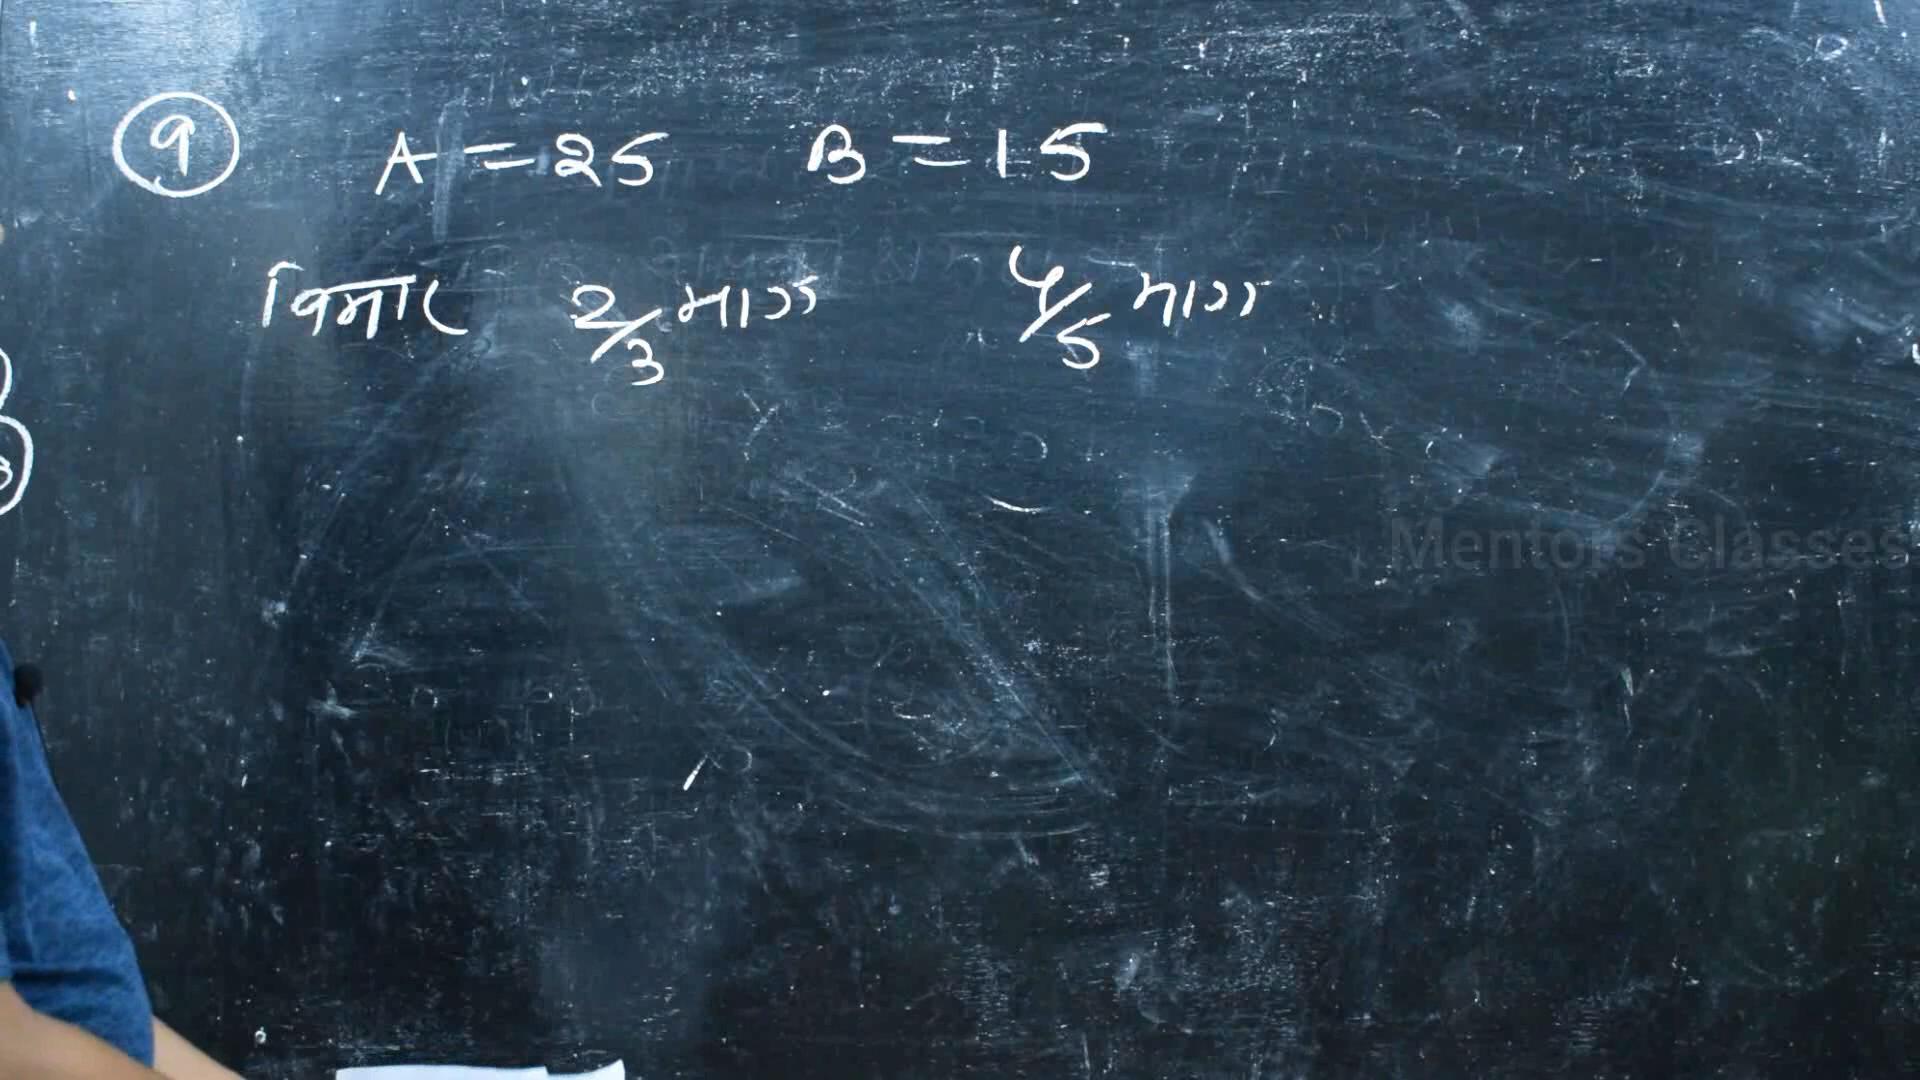 9 A = 25 B = 15
विमार 2/3 भाग 4/5 भाग
Mentors Classes